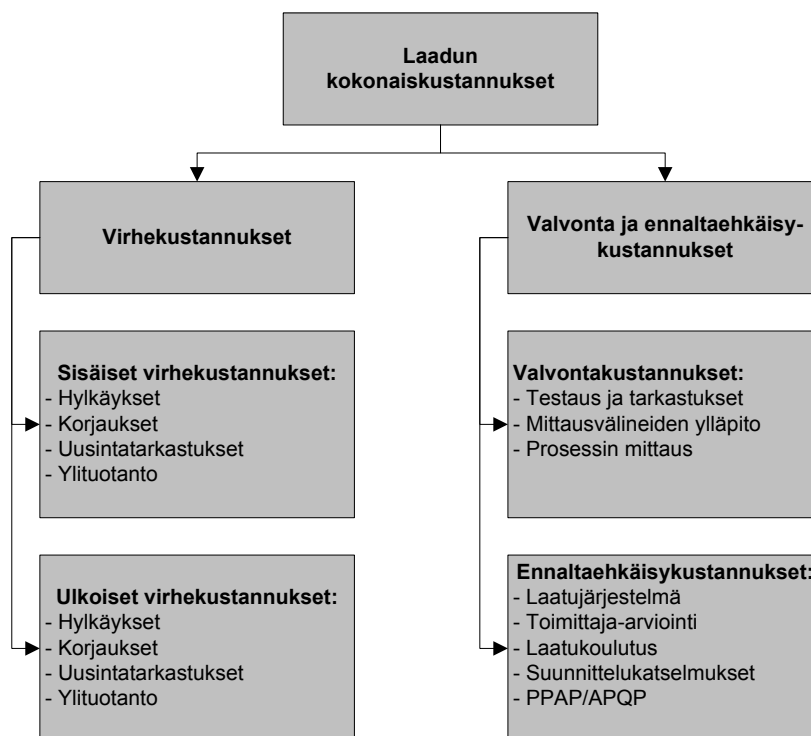 Laadun
kokonaiskustannukset
Virhekustannukset
Valvonta ja ennaltaehkäisy-
kustannukset
Sisäiset virhekustannukset:
- Hylkäykset
- Korjaukset
- Uusintatarkastukset
- Ylituotanto
Valvontakustannukset:
- Testaus ja tarkastukset
- Mittausvälineiden ylläpito
- Prosessin mittaus
Ulkoiset virhekustannukset:
- Hylkäykset
- Korjaukset
- Uusintatarkastukset
- Ylituotanto
Ennaltaehkäisykustannukset:
- Laatujärjestelmä
- Toimittaja-arviointi
- Laatukoulutus
- Suunnittelukatselmukset
- PPAP/APQP